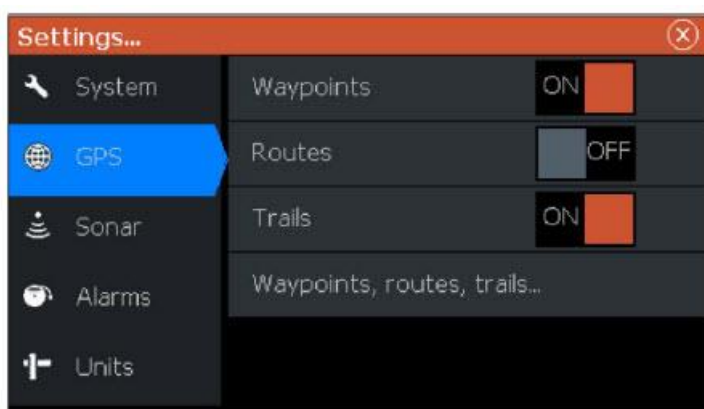 Settings...
System
GPS
Sonar
Alarms
Units
Waypoints ON
Routes OFF
Trails ON
Waypoints, routes, trails...